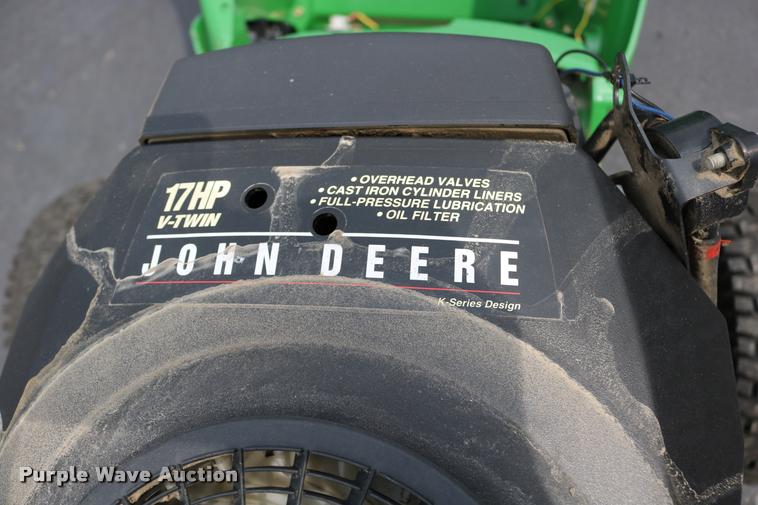 17HP
V-TWIN
• OVERHEAD VALVES
• CAST IRON CYLINDER LINERS
• FULL-PRESSURE LUBRICATION
• OIL FILTER
JOHN DEERE
K-Series Design
Purple Wave Auction